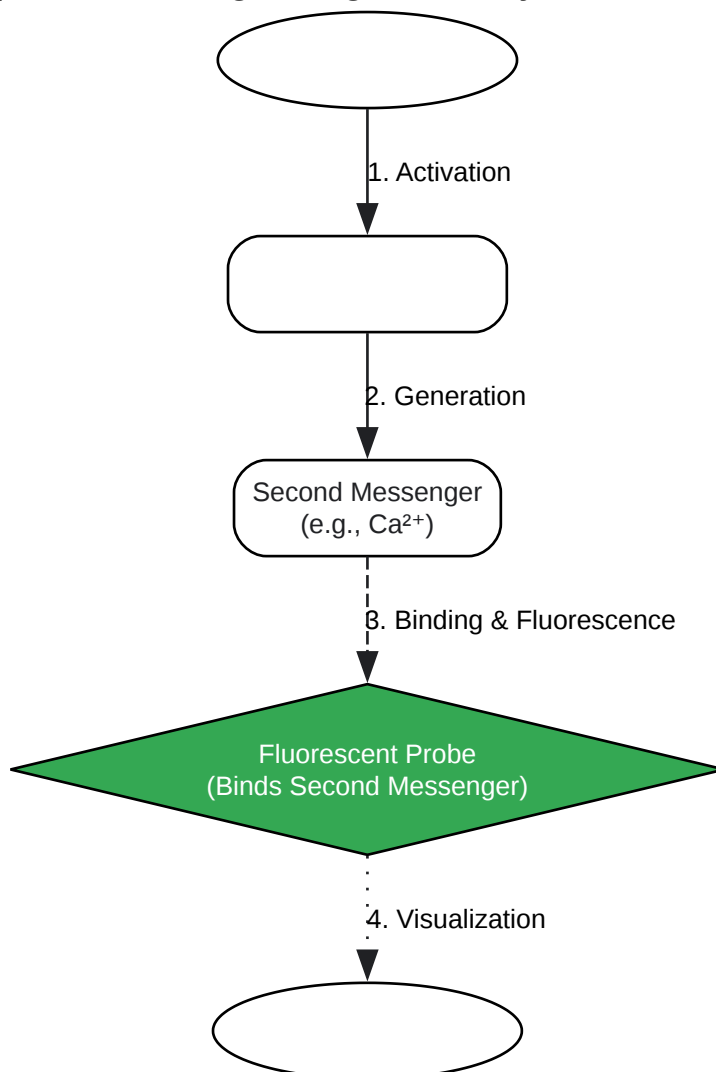 1. Activation
2. Generation
Second Messenger
(e.g., Ca²⁺)
3. Binding & Fluorescence
Fluorescent Probe
(Binds Second Messenger)
4. Visualization